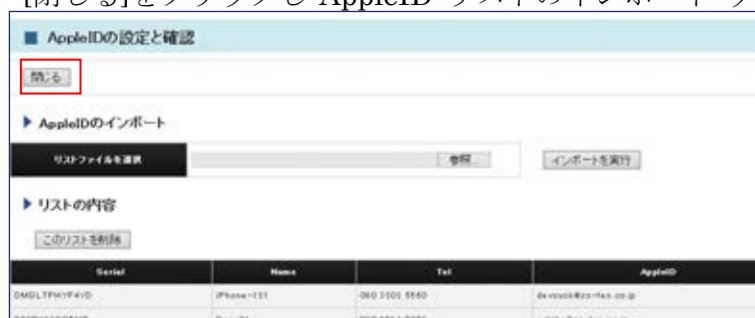 [閉じる]をクリックし AppleID リストのインポート
AppleIDの設定と確認
閉じる
AppleIDのインポート
リストファイルを選択 参照... インポートを実行
リストの内容
このリストを削除
Serial Name Tel AppleID
iPhone-131